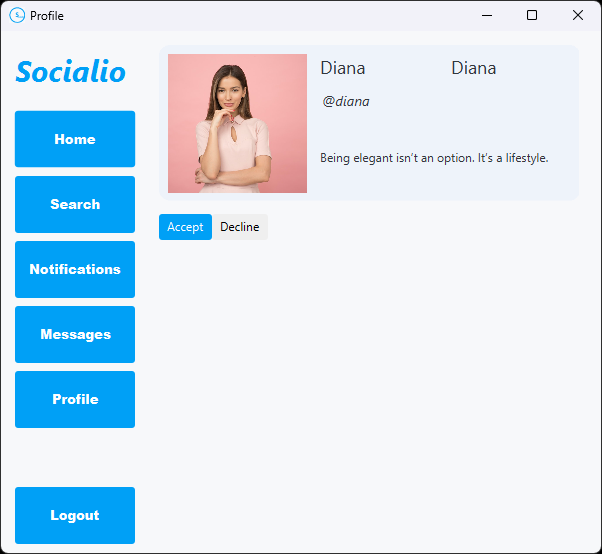 Profile
Socialio
Home
Search
Notifications
Messages
Profile
Logout
Diana Diana
@diana
Being elegant isn't an option. It's a lifestyle.
Accept Decline